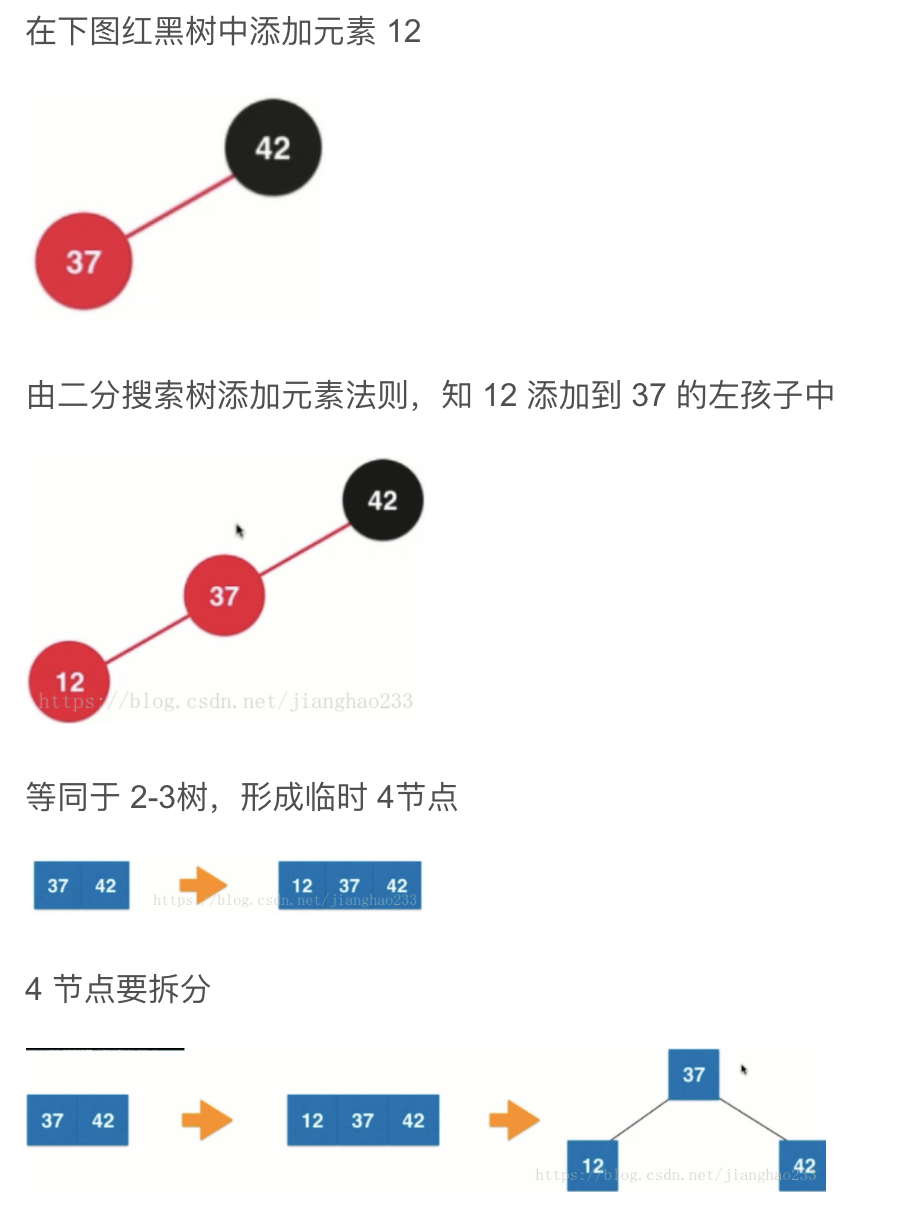 在下图红黑树中添加元素 12
42
37
由二分搜索树添加元素法则，知 12 添加到 37 的左孩子中
42
37
12
https://blog.csdn.net/jianghao233
等同于 2-3树，形成临时 4节点
37 42 12 37 42
https://blog.csdn.net/jianghao233
4 节点要拆分
37
37 42 12 37 42
12 42
https://blog.csdn.net/jianghao233